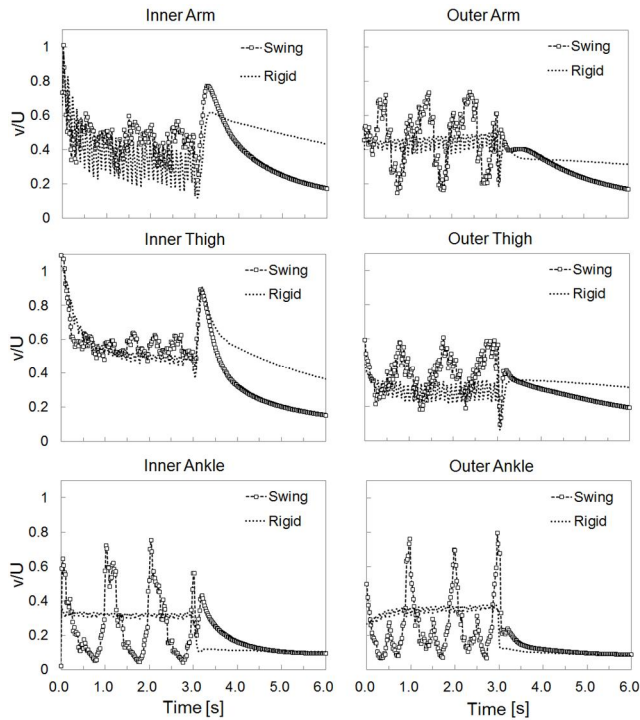 Inner Arm
Outer Arm
v/U
1
0.8
0.6
0.4
0.2
0
Swing
Rigid
Swing
Rigid
Inner Thigh
Outer Thigh
v/U
1
0.8
0.6
0.4
0.2
0
Swing
Rigid
Swing
Rigid
Inner Ankle
Outer Ankle
v/U
1
0.8
0.6
0.4
0.2
0
Swing
Rigid
Swing
Rigid
0.0 1.0 2.0 3.0 4.0 5.0 6.0
0.0 1.0 2.0 3.0 4.0 5.0 6.0
Time [s]
Time [s]